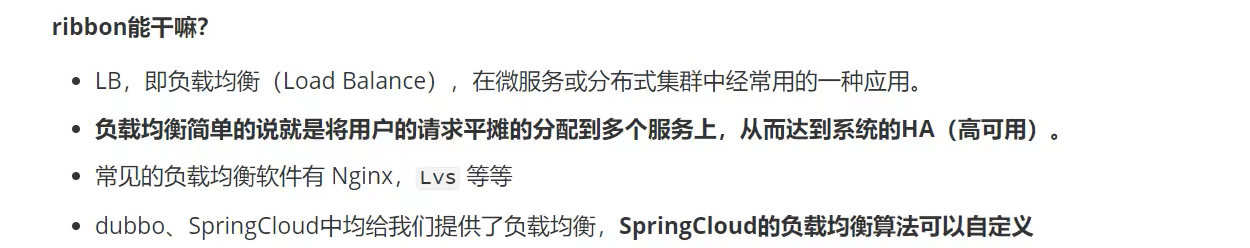 ribbon能干嘛？
LB，即负载均衡（Load Balance），在微服务或分布式集群中经常用的一种应用。
负载均衡简单的说就是将用户的请求平摊的分配到多个服务上，从而达到系统的HA（高可用）。
常见的负载均衡软件有 Nginx，Lvs 等等
dubbo、SpringCloud中均给我们提供了负载均衡，SpringCloud的负载均衡算法可以自定义